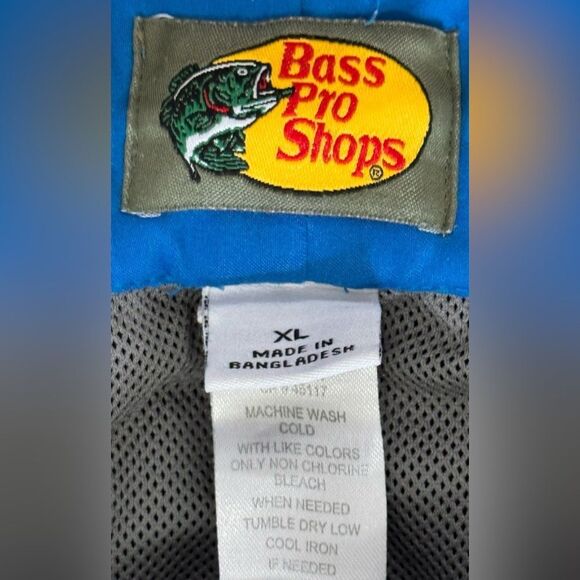 Bass
Pro
Shops
®
XL
MADE IN
BANGLADESH
45117
MACHINE WASH
COLD
WITH LIKE COLORS
ONLY NON CHLORINE
BLEACH
WHEN NEEDED
TUMBLE DRY LOW
COOL IRON
IF NEEDED